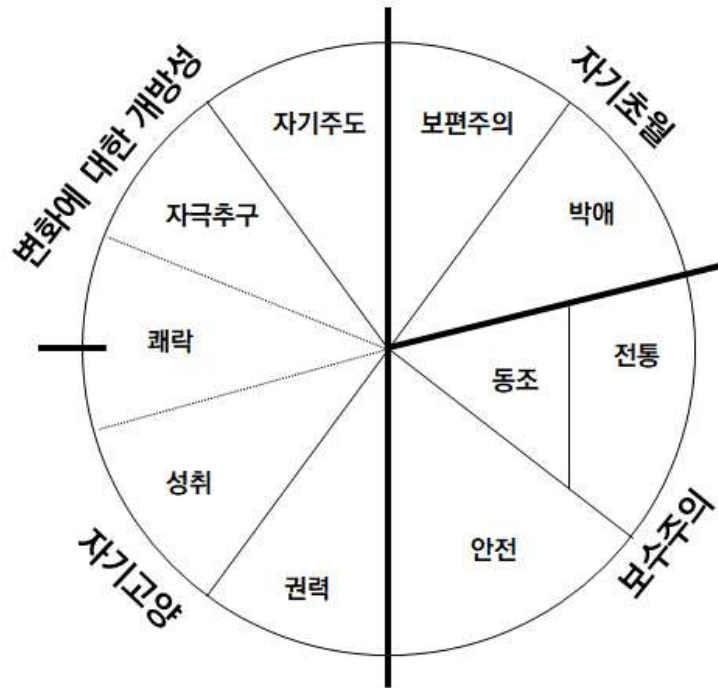 변화에 대한 개방성
자기초월
자기주도
보편주의
자극추구
박애
쾌락
동조
전통
성취
안전
권력
자기고양
보수주의